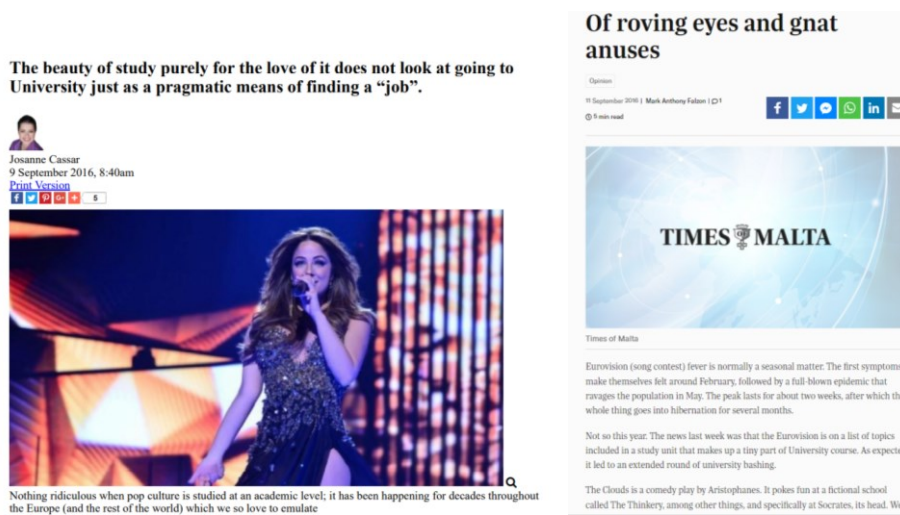 The beauty of study purely for the love of it does not look at going to
University just as a pragmatic means of finding a “job”.
Josanne Cassar
9 September 2016, 8:40am
Print Version
5
Nothing ridiculous when pop culture is studied at an academic level; it has been happening for decades throughout
the Europe (and the rest of the world) which we so love to emulate
Of roving eyes and gnat
anuses
Opinion
11 September 2016 | Mark Anthony Falzon | 1
5 min read
TIMES OF MALTA
Times of Malta
Eurovision (song contest) fever is normally a seasonal matter. The first symptoms
make themselves felt around February, followed by a full-blown epidemic that
ravages the population in May. The peak lasts for about two weeks, after which
whole thing goes into hibernation for several months.
Not so this year. The news last week was that the Eurovision is on a list of topics
included in a study unit that makes up a tiny part of University course. As
it led to an extended round of university bashing.
The Clouds is a comedy play by Aristophanes. It pokes fun at a fictional school
called The Thinkery, among other things, and specifically at Socrates, its head.